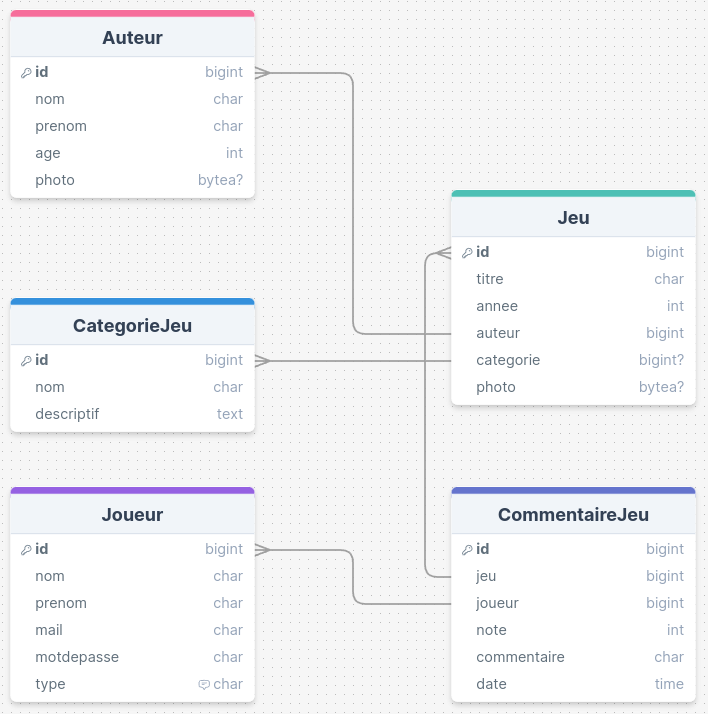 Auteur
id bigint
nom char
prenom char
age int
photo bytea?
Jeu
id bigint
titre char
annee int
auteur bigint
categorie bigint?
photo bytea?
CategorieJeu
id bigint
nom char
descriptif text
Joueur
id bigint
nom char
prenom char
mail char
motdepasse char
type char
CommentaireJeu
id bigint
jeu bigint
joueur bigint
note int
commentaire char
date time